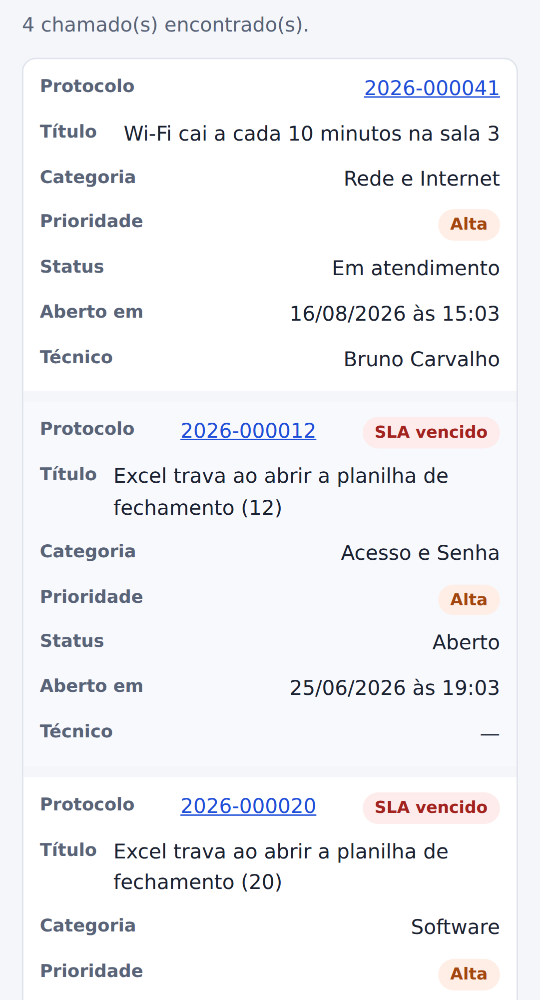 4 chamado(s) encontrado(s).
Protocolo 2026-000041
Título Wi-Fi cai a cada 10 minutos na sala 3
Categoria Rede e Internet
Prioridade Alta
Status Em atendimento
Aberto em 16/08/2026 às 15:03
Técnico Bruno Carvalho
Protocolo 2026-000012 SLA vencido
Título Excel trava ao abrir a planilha de
fechamento (12)
Categoria Acesso e Senha
Prioridade Alta
Status Aberto
Aberto em 25/06/2026 às 19:03
Técnico —
Protocolo 2026-000020 SLA vencido
Título Excel trava ao abrir a planilha de
fechamento (20)
Categoria Software
Prioridade Alta